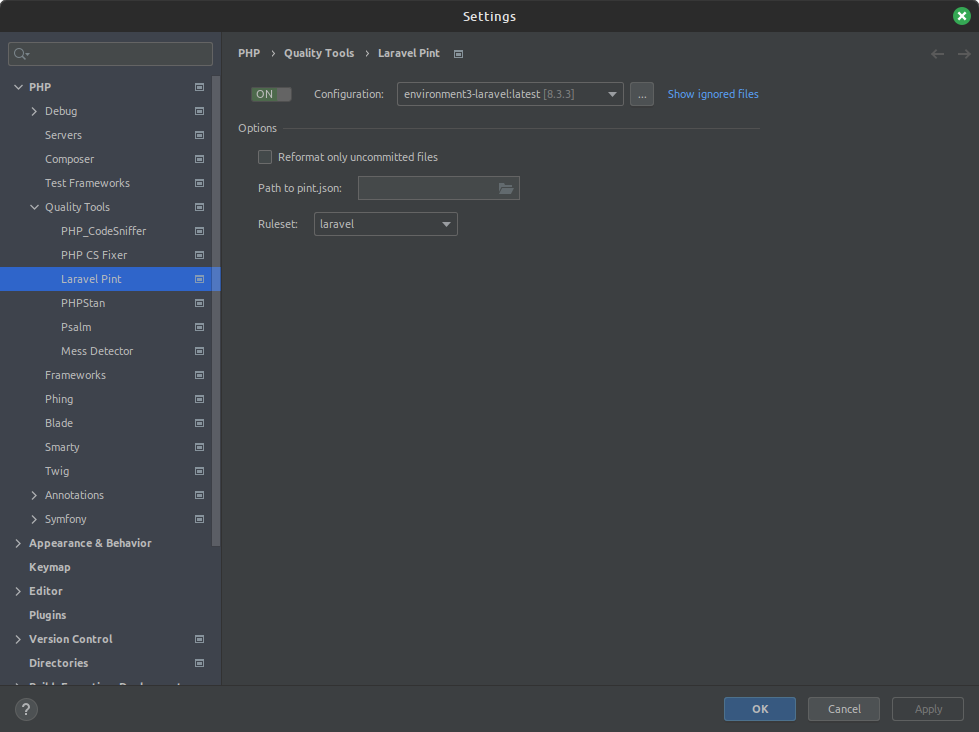 Settings
PHP
Debug
Servers
Composer
Test Frameworks
Quality Tools
PHP_CodeSniffer
PHP CS Fixer
Laravel Pint
PHPStan
Psalm
Mess Detector
Frameworks
Phing
Blade
Smarty
Twig
Annotations
Symfony
Appearance & Behavior
Keymap
Editor
Plugins
Version Control
Directories
PHP › Quality Tools › Laravel Pint
ON Configuration: environment3-laravel:latest [8.3.3] ... Show ignored files
Options
Reformat only uncommitted files
Path to pint.json:
Ruleset: laravel
? OK Cancel Apply